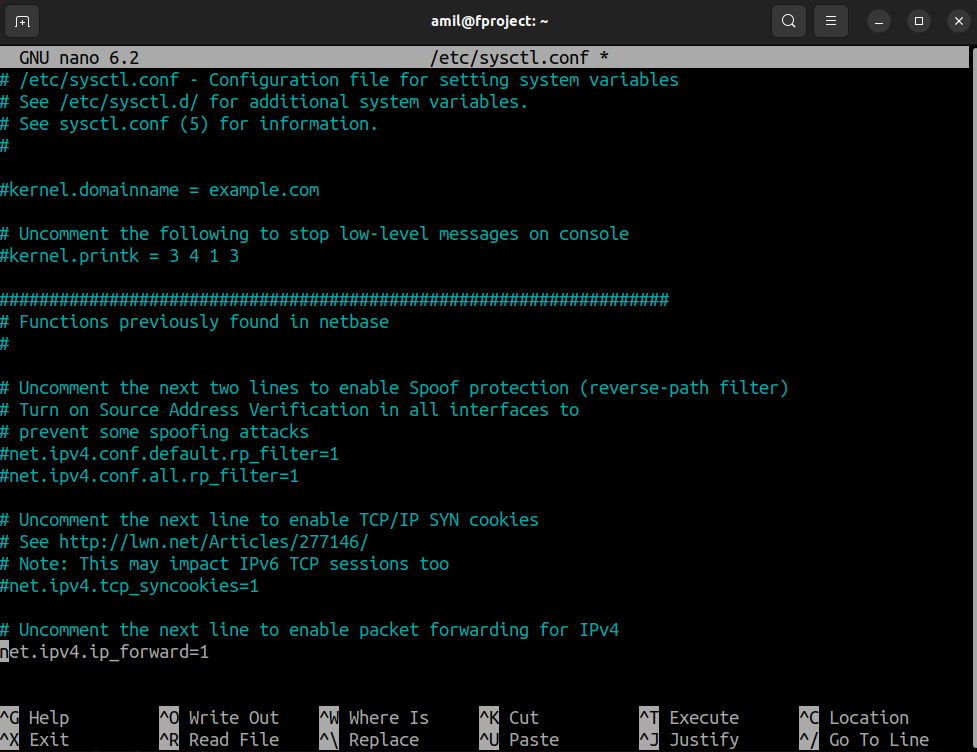 amil@fproject: ~
GNU nano 6.2 /etc/sysctl.conf *
# /etc/sysctl.conf - Configuration file for setting system variables
# See /etc/sysctl.d/ for additional system variables.
# See sysctl.conf (5) for information.
#
#kernel.domainname = example.com
# Uncomment the following to stop low-level messages on console
#kernel.printk = 3 4 1 3
###################################################################
# Functions previously found in netbase
#
# Uncomment the next two lines to enable Spoof protection (reverse-path filter)
# Turn on Source Address Verification in all interfaces to
# prevent some spoofing attacks
#net.ipv4.conf.default.rp_filter=1
#net.ipv4.conf.all.rp_filter=1
# Uncomment the next line to enable TCP/IP SYN cookies
# See http://lwn.net/Articles/277146/
# Note: This may impact IPv6 TCP sessions too
#net.ipv4.tcp_syncookies=1
# Uncomment the next line to enable packet forwarding for IPv4
net.ipv4.ip_forward=1
^G Help ^O Write Out ^W Where Is ^K Cut ^T Execute ^C Location
^X Exit ^R Read File ^\ Replace ^U Paste ^J Justify ^/ Go To Line